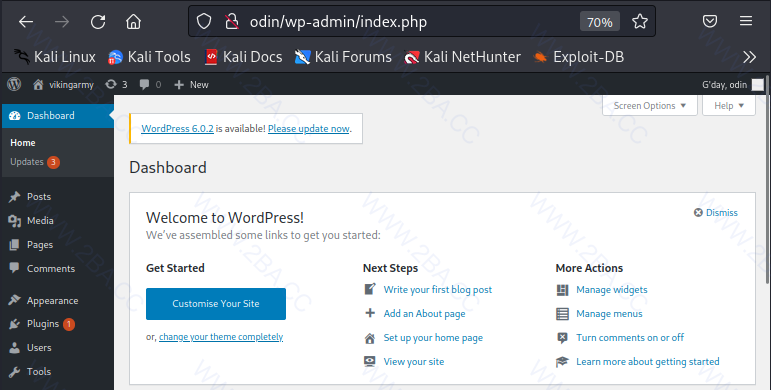 odin/wp-admin/index.php 70%
Kali Linux Kali Tools Kali Docs Kali Forums Kali NetHunter Exploit-DB
vikingarmy 3 0 New G'day, odin
Dashboard
Home
Updates 3
Posts
Media
Pages
Comments
Appearance
Plugins 1
Users
Tools
Screen Options Help
WordPress 6.0.2 is available! Please update now.
Dashboard
Welcome to WordPress!
We've assembled some links to get you started:
Dismiss
Get Started
Customise Your Site
or, change your theme completely
Next Steps
Write your first blog post
Add an About page
Set up your home page
View your site
More Actions
Manage widgets
Manage menus
Turn comments on or off
Learn more about getting started
WWW.2BA.CC